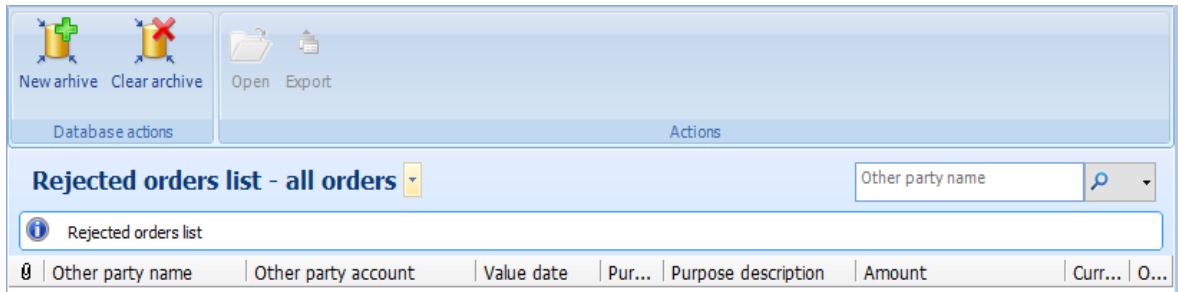 New arhive Clear archive Open Export
Database actions Actions
Rejected orders list - all orders
Other party name
Rejected orders list
Other party name Other party account Value date Pur... Purpose description Amount Curr... O...